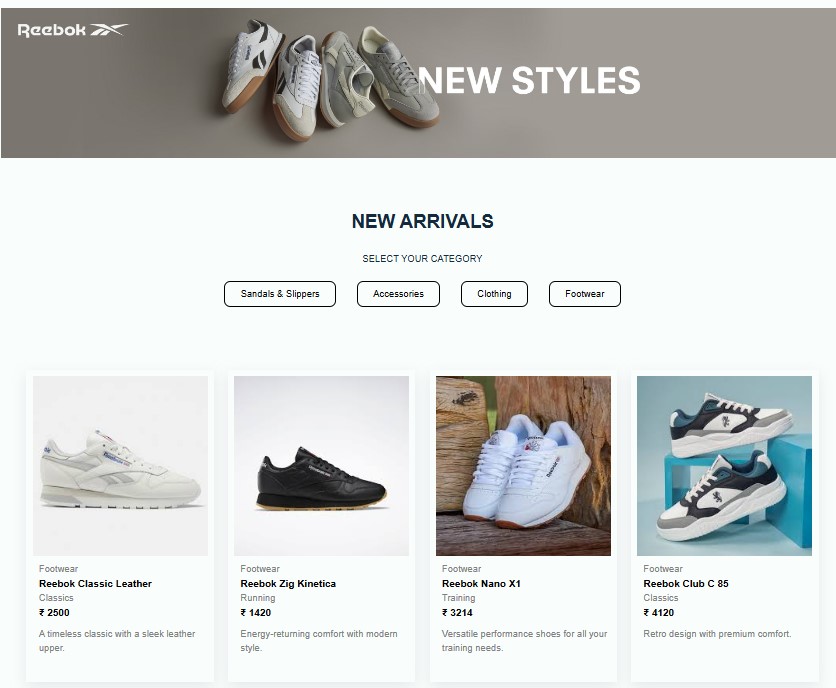 Reebok
NEW STYLES
NEW ARRIVALS
SELECT YOUR CATEGORY
Sandals & Slippers
Accessories
Clothing
Footwear
Footwear
Reebok Classic Leather
Classics
₹ 2500
A timeless classic with a sleek leather
upper.
Footwear
Reebok Zig Kinetica
Running
₹ 1420
Energy-returning comfort with modern
style.
Footwear
Reebok Nano X1
Training
₹ 3214
Versatile performance shoes for all your
training needs.
Footwear
Reebok Club C 85
Classics
₹ 4120
Retro design with premium comfort.